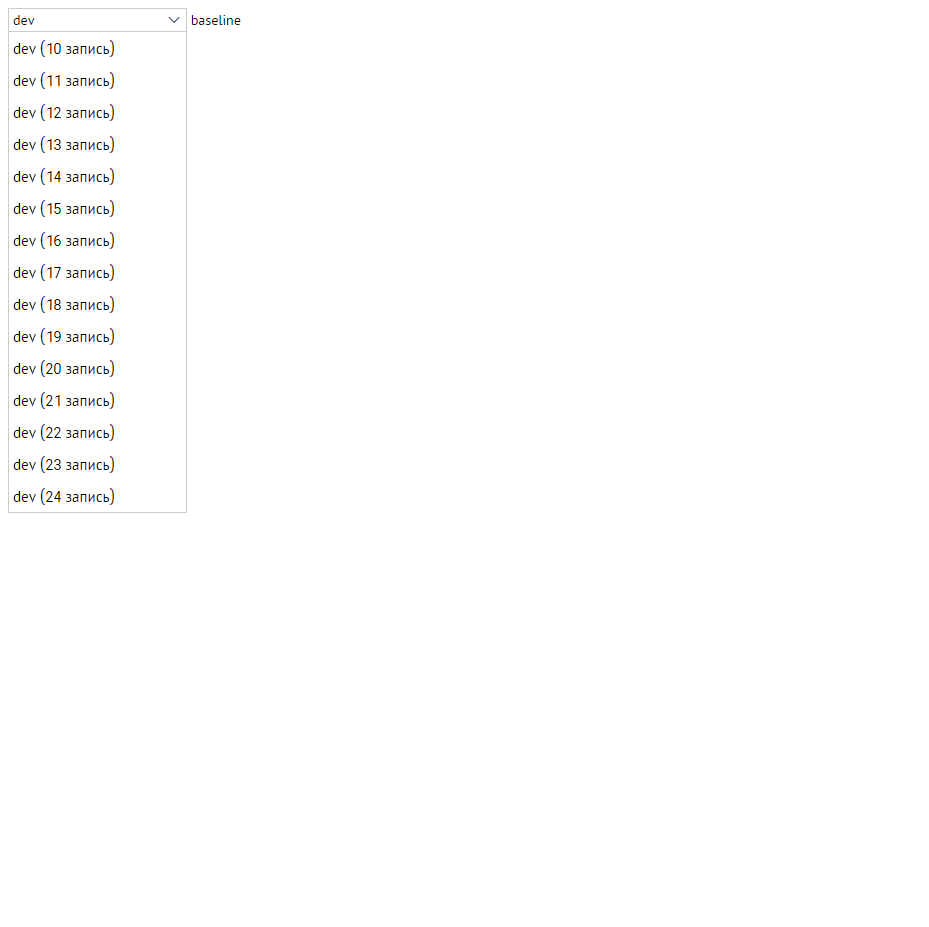 dev baseline
dev (10 запись)
dev (11 запись)
dev (12 запись)
dev (13 запись)
dev (14 запись)
dev (15 запись)
dev (16 запись)
dev (17 запись)
dev (18 запись)
dev (19 запись)
dev (20 запись)
dev (21 запись)
dev (22 запись)
dev (23 запись)
dev (24 запись)